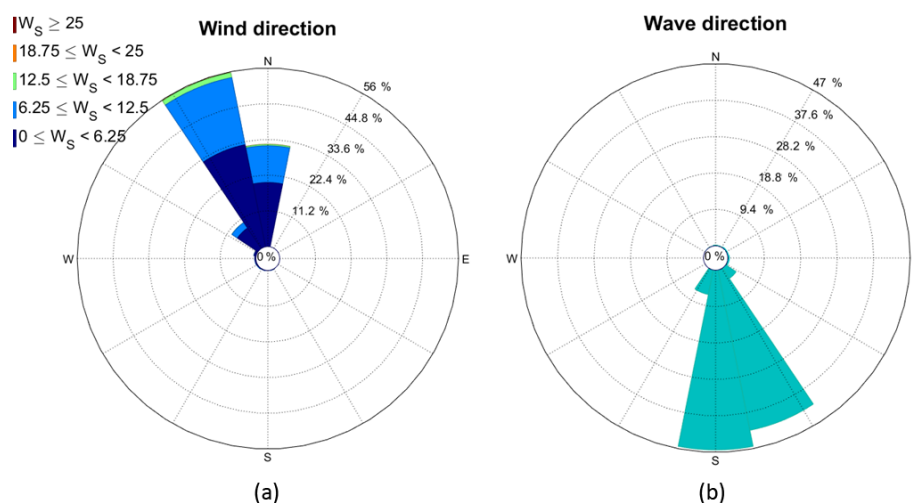 W_S ≥ 25
18.75 ≤ W_S < 25
12.5 ≤ W_S < 18.75
6.25 ≤ W_S < 12.5
0 ≤ W_S < 6.25
Wind direction
N
56 %
44.8 %
33.6 %
22.4 %
11.2 %
0 %
W
E
S
(a)
Wave direction
N
47 %
37.6 %
28.2 %
18.8 %
9.4 %
0 %
W
S
(b)